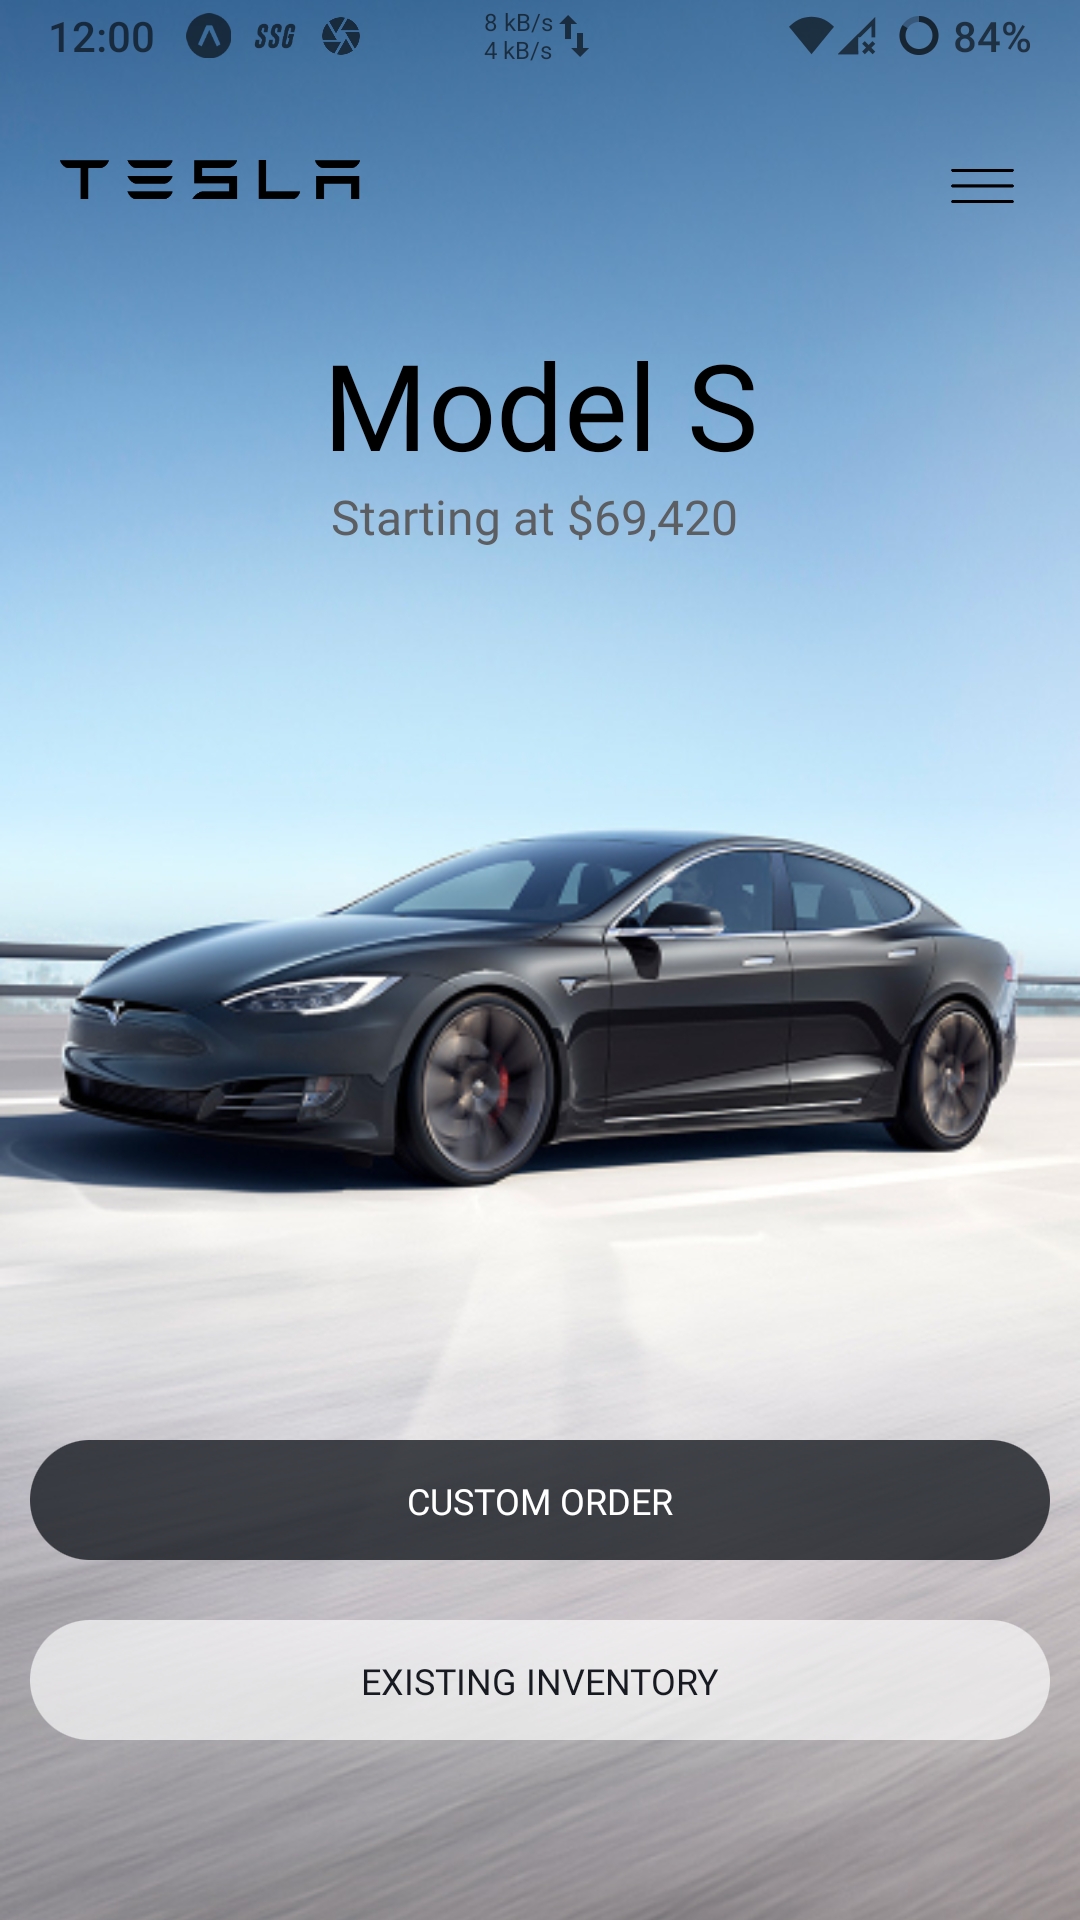 12:00 SSG 8 kB/s 84%
4 kB/s
TESLA
Model S
Starting at $69,420
CUSTOM ORDER
EXISTING INVENTORY